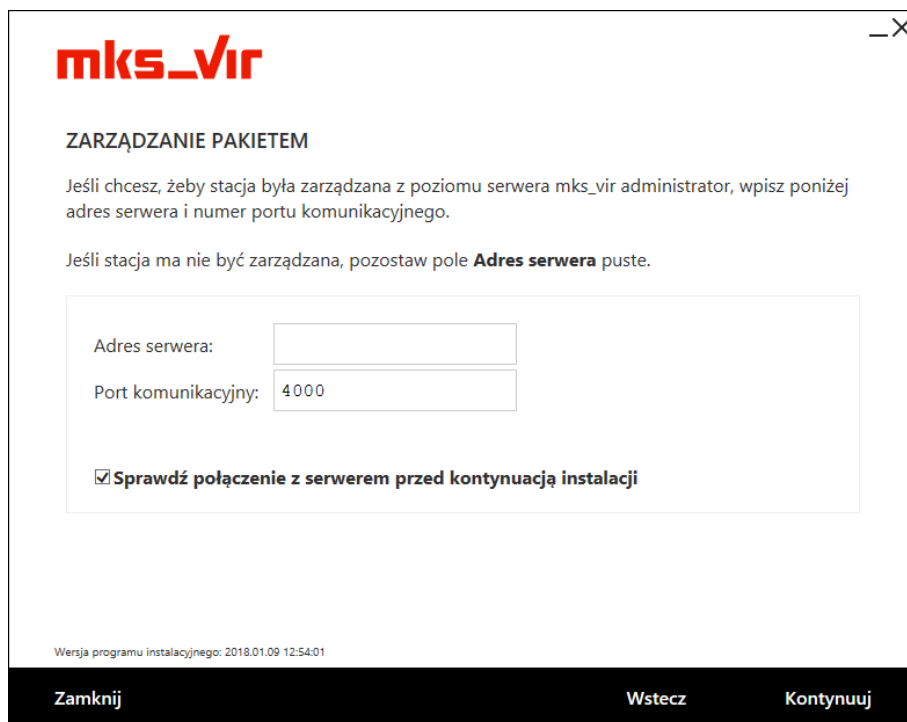 mks_vir
ZARZĄDZANIE PAKIETEM
Jeśli chcesz, żeby stacja była zarządzana z poziomu serwera mks_vir administrator, wpisz poniżej
adres serwera i numer portu komunikacyjnego.
Jeśli stacja ma nie być zarządzana, pozostaw pole Adres serwera puste.
Adres serwera:
Port komunikacyjny: 4000
Sprawdź połączenie z serwerem przed kontynuacją instalacji
Wersja programu instalacyjnego: 2018.01.09 12:54:01
Zamknij Wstecz Kontynuuj